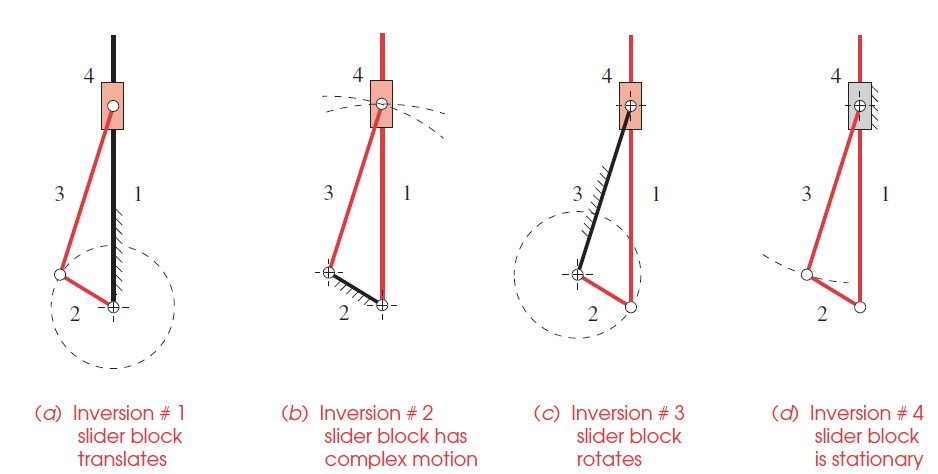 4
3
1
2
4
3
1
2
4
3
1
2
4
3
1
2
(a) Inversion # 1
slider block
translates
(b) Inversion # 2
slider block has
complex motion
(c) Inversion # 3
slider block
rotates
(d) Inversion # 4
slider block
is stationary